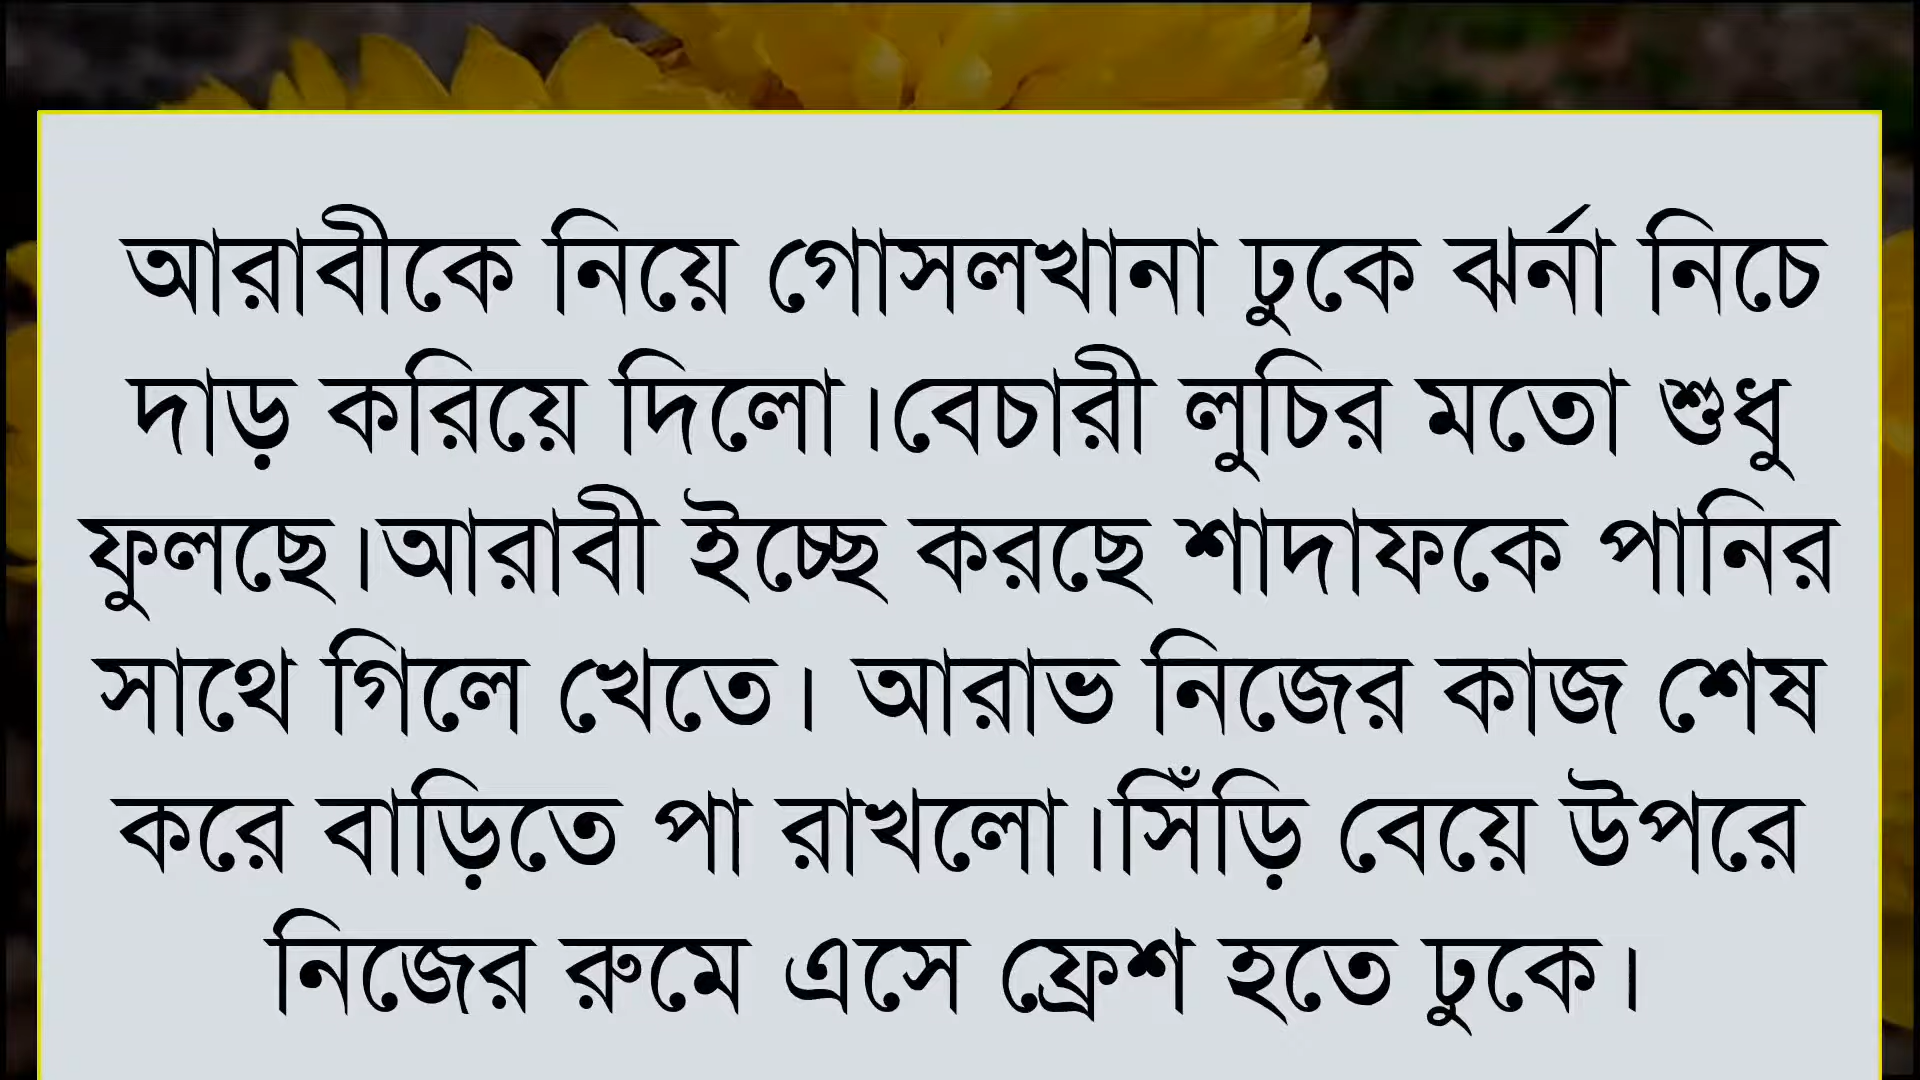 আরাবীকে নিয়ে গোসলখানা ঢুকে ঝর্না নিচে
দাড় করিয়ে দিলো।বেচারী লুচির মতো শুধু
ফুলছে।আরাবী ইচ্ছে করছে শাদাফকে পানির
সাথে গিলে খেতে। আরাভ নিজের কাজ শেষ
করে বাড়িতে পা রাখলো।সিঁড়ি বেয়ে উপরে
নিজের রুমে এসে ফ্রেশ হতে ঢুকে।